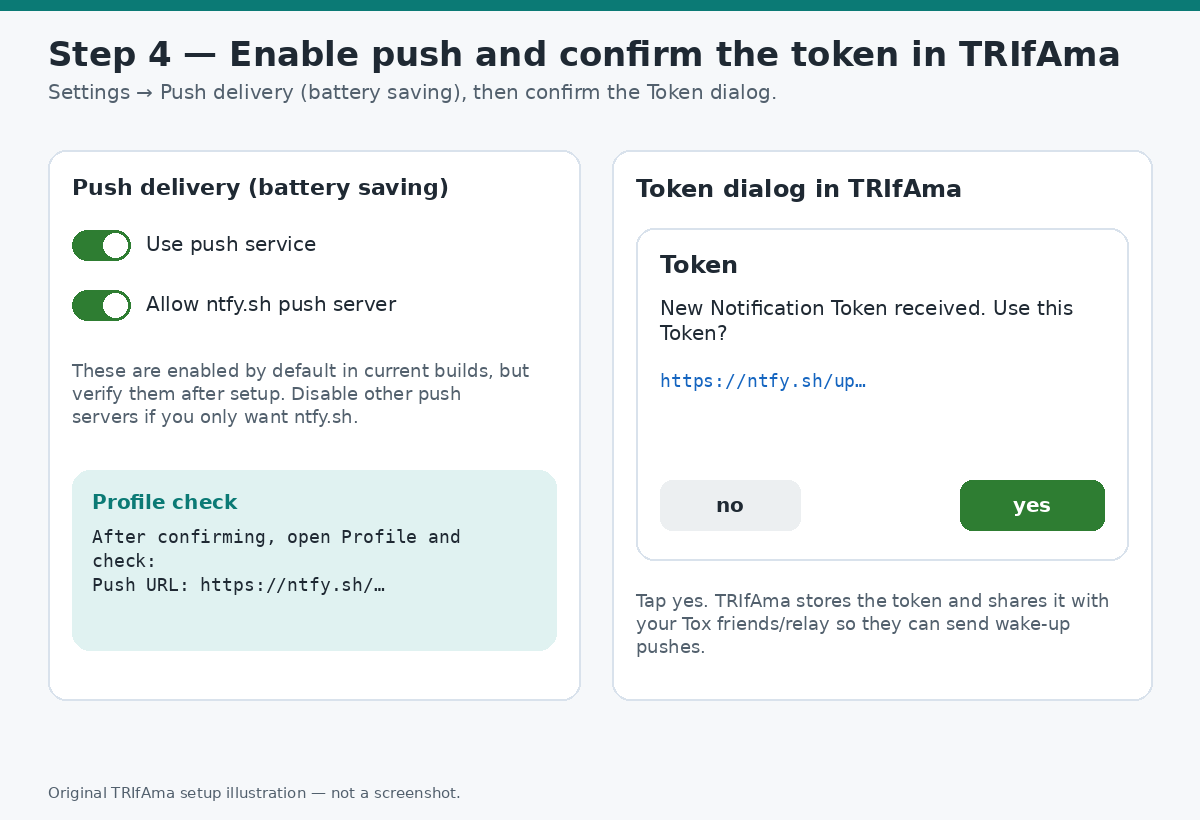 Step 4 — Enable push and confirm the token in TRIfAma
Settings → Push delivery (battery saving), then confirm the Token dialog.
Push delivery (battery saving)
Use push service
Allow ntfy.sh push server
These are enabled by default in current builds, but
verify them after setup. Disable other push
servers if you only want ntfy.sh.
Profile check
After confirming, open Profile and
check:
Push URL: https://ntfy.sh/…
Token dialog in TRIfAma
Token
New Notification Token received. Use this
Token?
https://ntfy.sh/up…
no
yes
Tap yes. TRIfAma stores the token and shares it with
your Tox friends/relay so they can send wake-up
pushes.
Original TRIfAma setup illustration — not a screenshot.